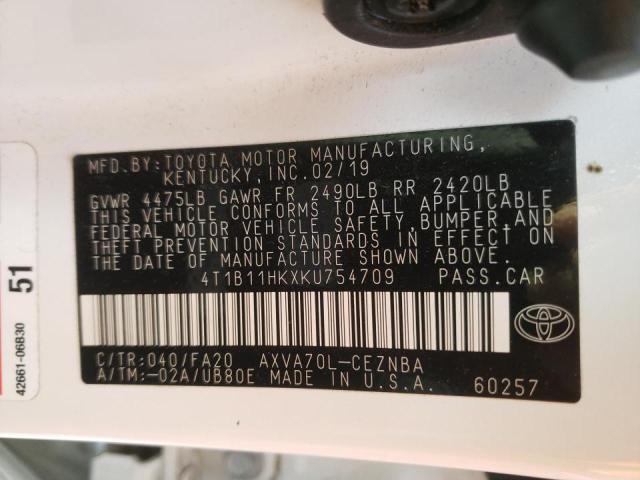 MFD.BY:TOYOTA MOTOR MANUFACTURING,
KENTUCKY,INC.02/19
GVWR 4475LB GAWR FR 2490LB RR 2420LB
THIS VEHICLE CONFORMS TO ALL APPLICABLE
FEDERAL MOTOR VEHICLE SAFETY,BUMPER,AND
THEFT PREVENTION STANDARDS IN EFFECT ON
THE DATE OF MANUFACTURE SHOWN ABOVE.
4T1B11HKXKU754709 PASS.CAR
C/TR:040/FA20 AXVA70L-CEZNBA
A/TM:-02A/UB80E MADE IN U.S.A. 60257
51
42661-06B30